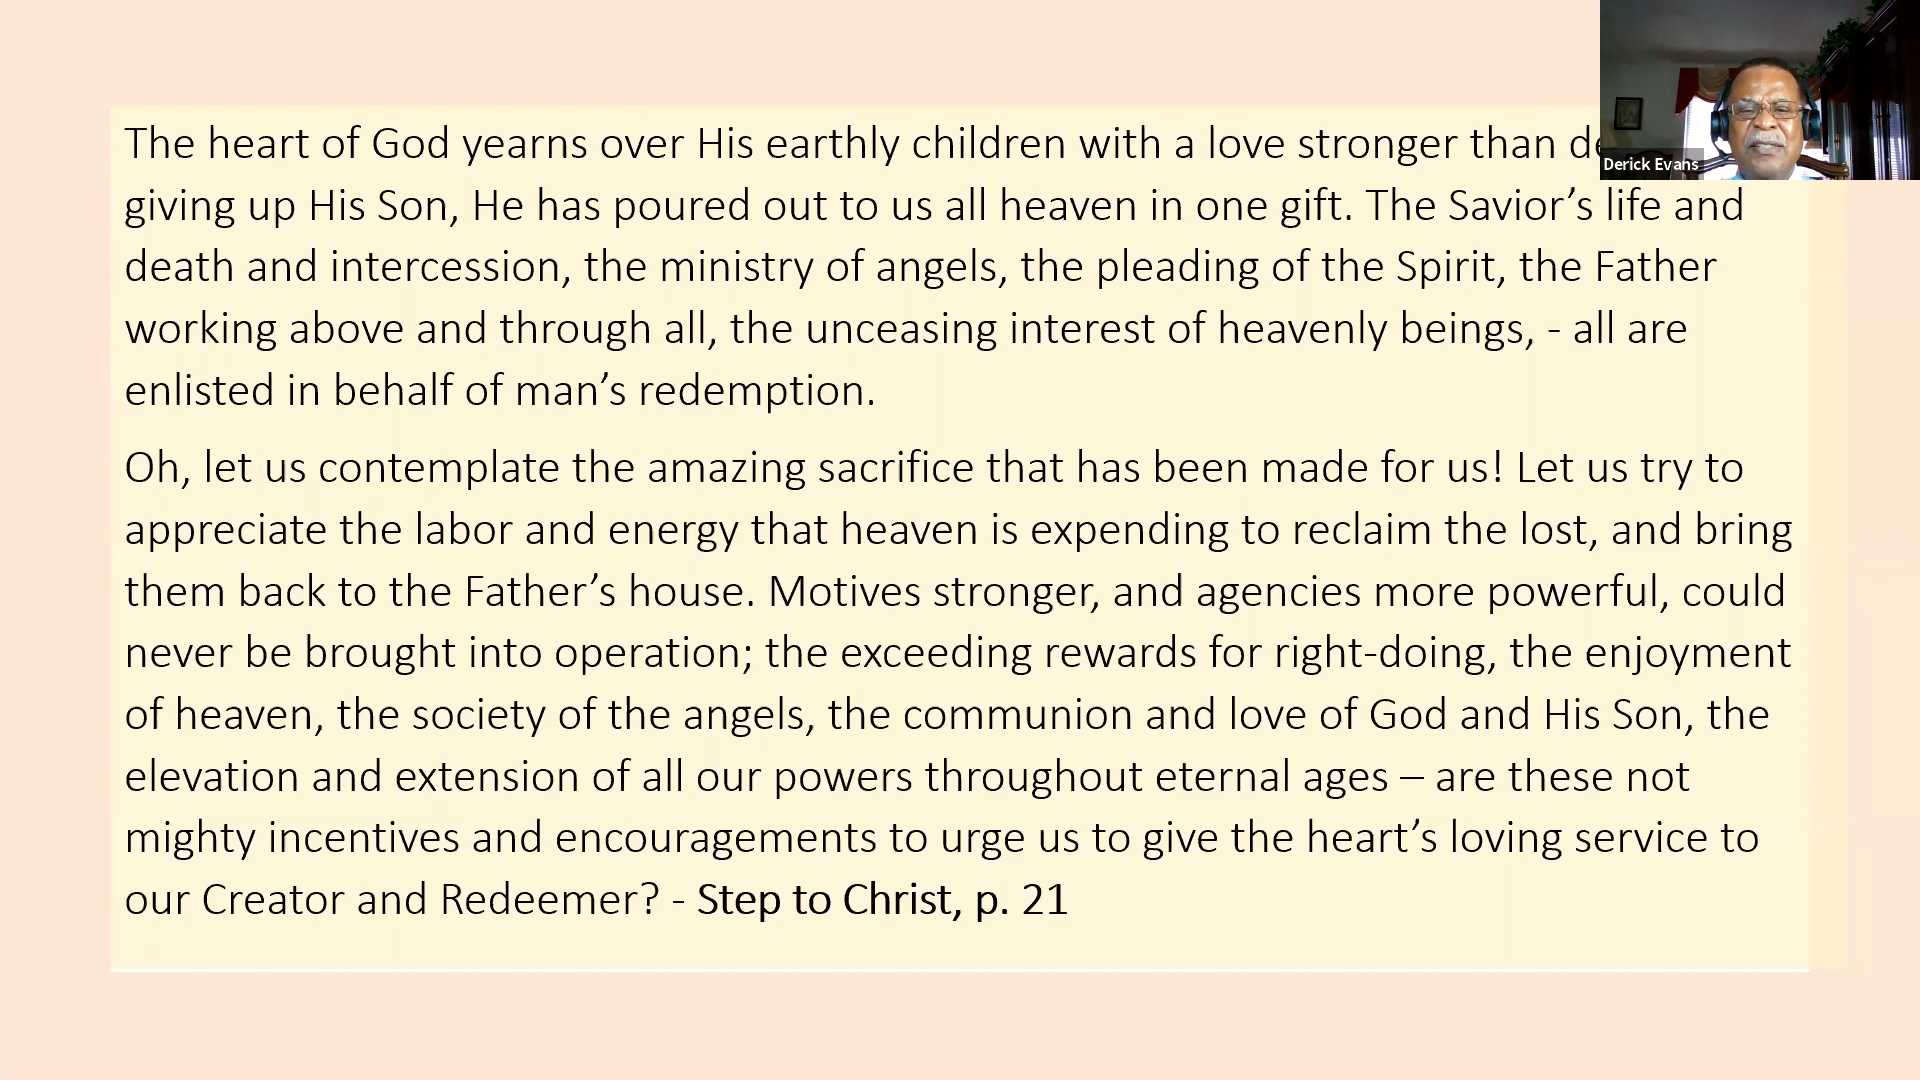 The heart of God yearns over His earthly children with a love stronger than
giving up His Son, He has poured out to us all heaven in one gift. The Savior’s life and
death and intercession, the ministry of angels, the pleading of the Spirit, the Father
working above and through all, the unceasing interest of heavenly beings, - all are
enlisted in behalf of man’s redemption.
Oh, let us contemplate the amazing sacrifice that has been made for us! Let us try to
appreciate the labor and energy that heaven is expending to reclaim the lost, and bring
them back to the Father’s house. Motives stronger, and agencies more powerful, could
never be brought into operation; the exceeding rewards for right-doing, the enjoyment
of heaven, the society of the angels, the communion and love of God and His Son, the
elevation and extension of all our powers throughout eternal ages – are these not
mighty incentives and encouragements to urge us to give the heart’s loving service to
our Creator and Redeemer? - Step to Christ, p. 21
Derick Evans